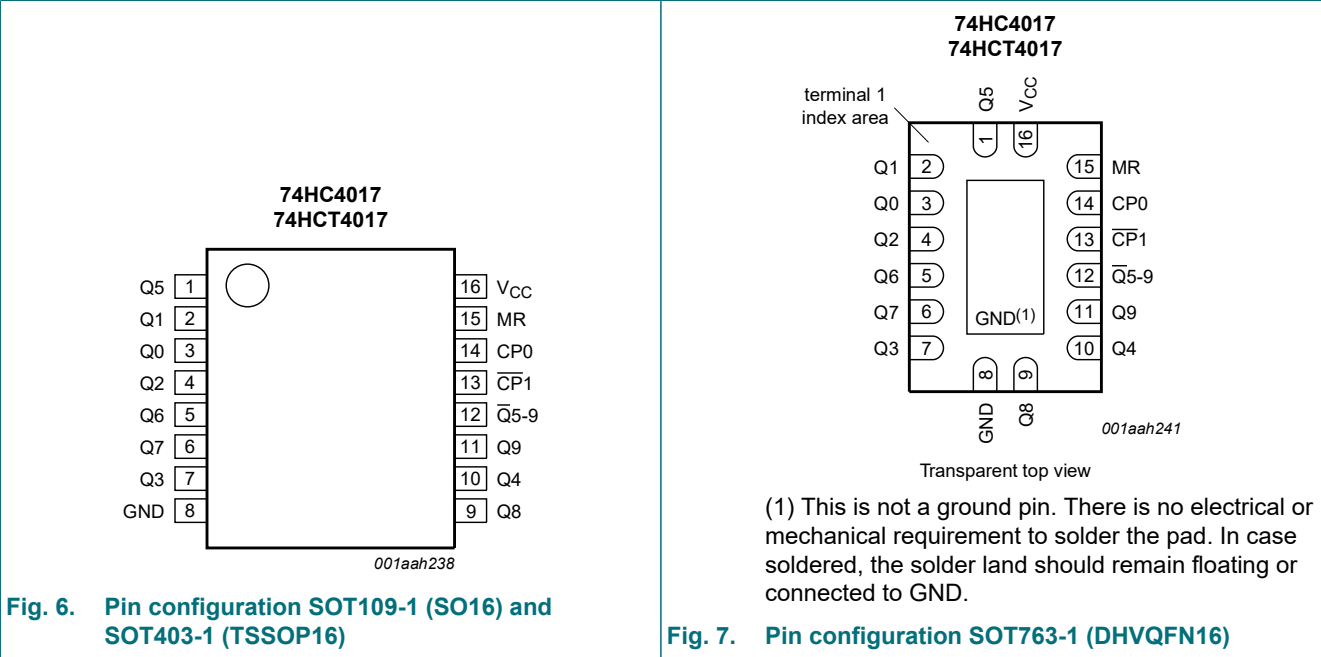 74HC4017
74HCT4017
Q5 1
Q1 2
Q0 3
Q2 4
Q6 5
Q7 6
Q3 7
GND 8
16 VCC
15 MR
14 CP0
13 C̅P̅1
12 Q̅5-9
11 Q9
10 Q4
9 Q8
001aah238
Fig. 6. Pin configuration SOT109-1 (SO16) and
SOT403-1 (TSSOP16)
74HC4017
74HCT4017
terminal 1
index area
Q5 VCC
1 16
Q1 2
Q0 3
Q2 4
Q6 5
Q7 6
Q3 7
15 MR
14 CP0
13 C̅P̅1
12 Q̅5-9
11 Q9
10 Q4
GND(1)
8 9
GND Q8
001aah241
Transparent top view
(1) This is not a ground pin. There is no electrical or
mechanical requirement to solder the pad. In case
soldered, the solder land should remain floating or
connected to GND.
Fig. 7. Pin configuration SOT763-1 (DHVQFN16)